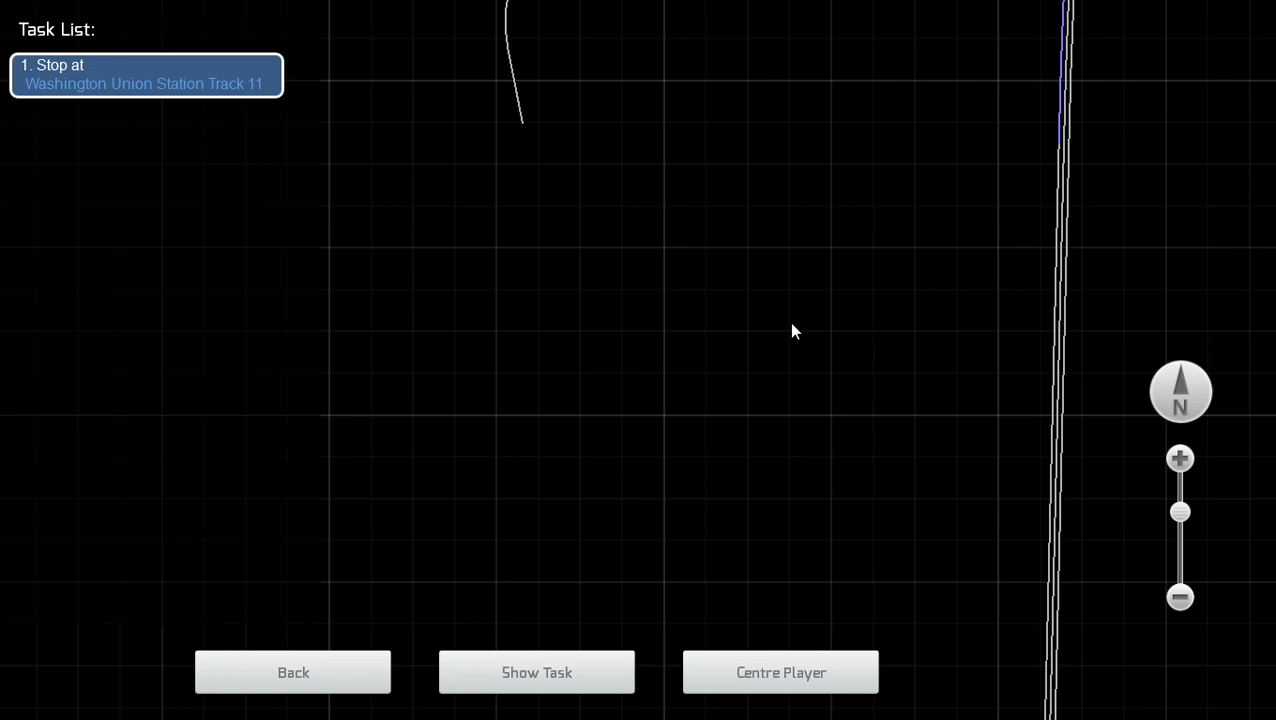 Task List:
1. Stop at
Washington Union Station Track 11
N
Back
Show Task
Centre Player